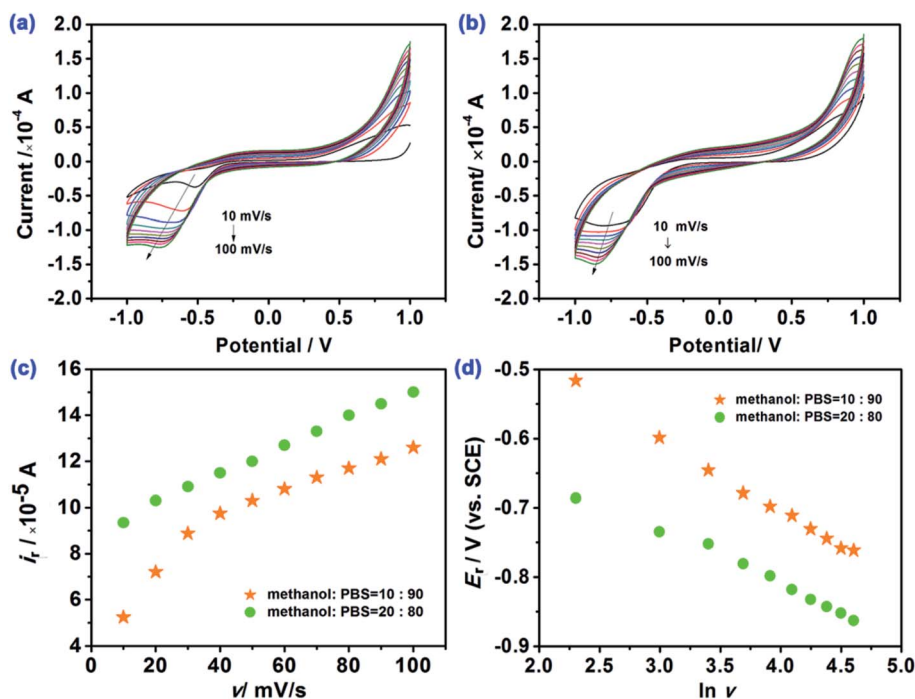 (a)
2.0
1.5
1.0
0.5
0.0
-0.5
-1.0
-1.5
-2.0
Current /×10⁻⁴ A
10 mV/s
100 mV/s
-1.0 -0.5 0.0 0.5 1.0
Potential / V
(b)
2.0
1.5
1.0
0.5
0.0
-0.5
-1.0
-1.5
-2.0
Current/ ×10⁻⁴ A
10 mV/s
100 mV/s
-1.0 -0.5 0.0 0.5 1.0
Potential/ V
(c)
16
14
12
10
8
6
4
iᵣ / ×10⁻⁵ A
methanol: PBS=10 : 90
methanol: PBS=20 : 80
0 20 40 60 80 100
v/ mV/s
(d)
-0.5
-0.6
-0.7
-0.8
-0.9
Eᵣ / V (vs. SCE)
methanol: PBS=10 : 90
methanol: PBS=20 : 80
2.0 2.5 3.0 3.5 4.0 4.5 5.0
ln v